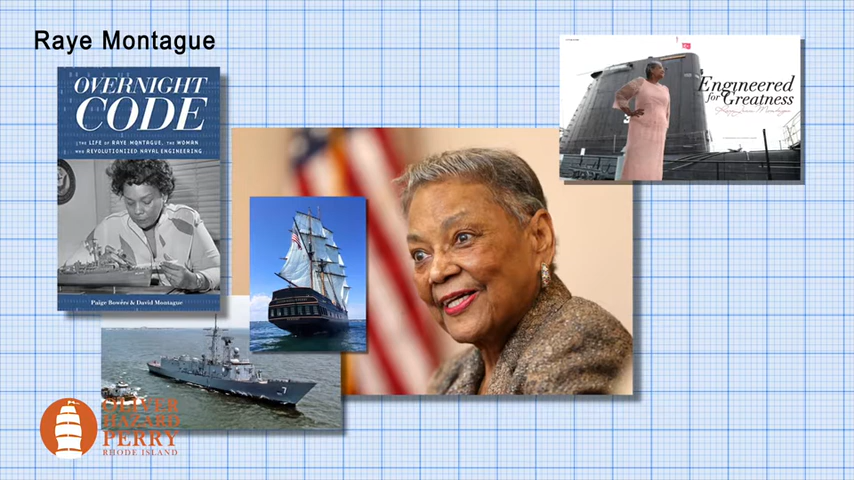 Raye Montague
OVERNIGHT
CODE
THE LIFE OF RAYE MONTAGUE, THE WOMAN
WHO REVOLUTIONIZED NAVAL ENGINEERING
Paige Bowers & David Montague
Engineered
for Greatness
7
OLIVER
HAZARD
PERRY
RHODE ISLAND